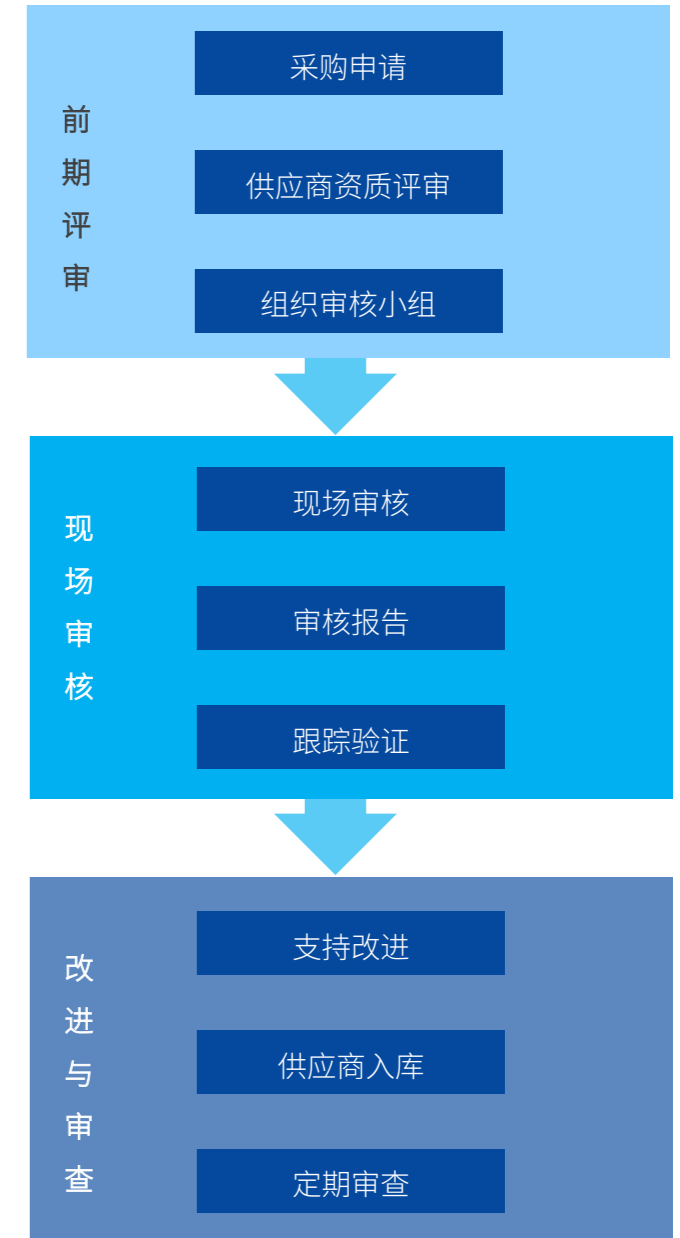 前期评审
采购申请
供应商资质评审
组织审核小组
现场审核
现场审核
审核报告
跟踪验证
改进与审查
支持改进
供应商入库
定期审查